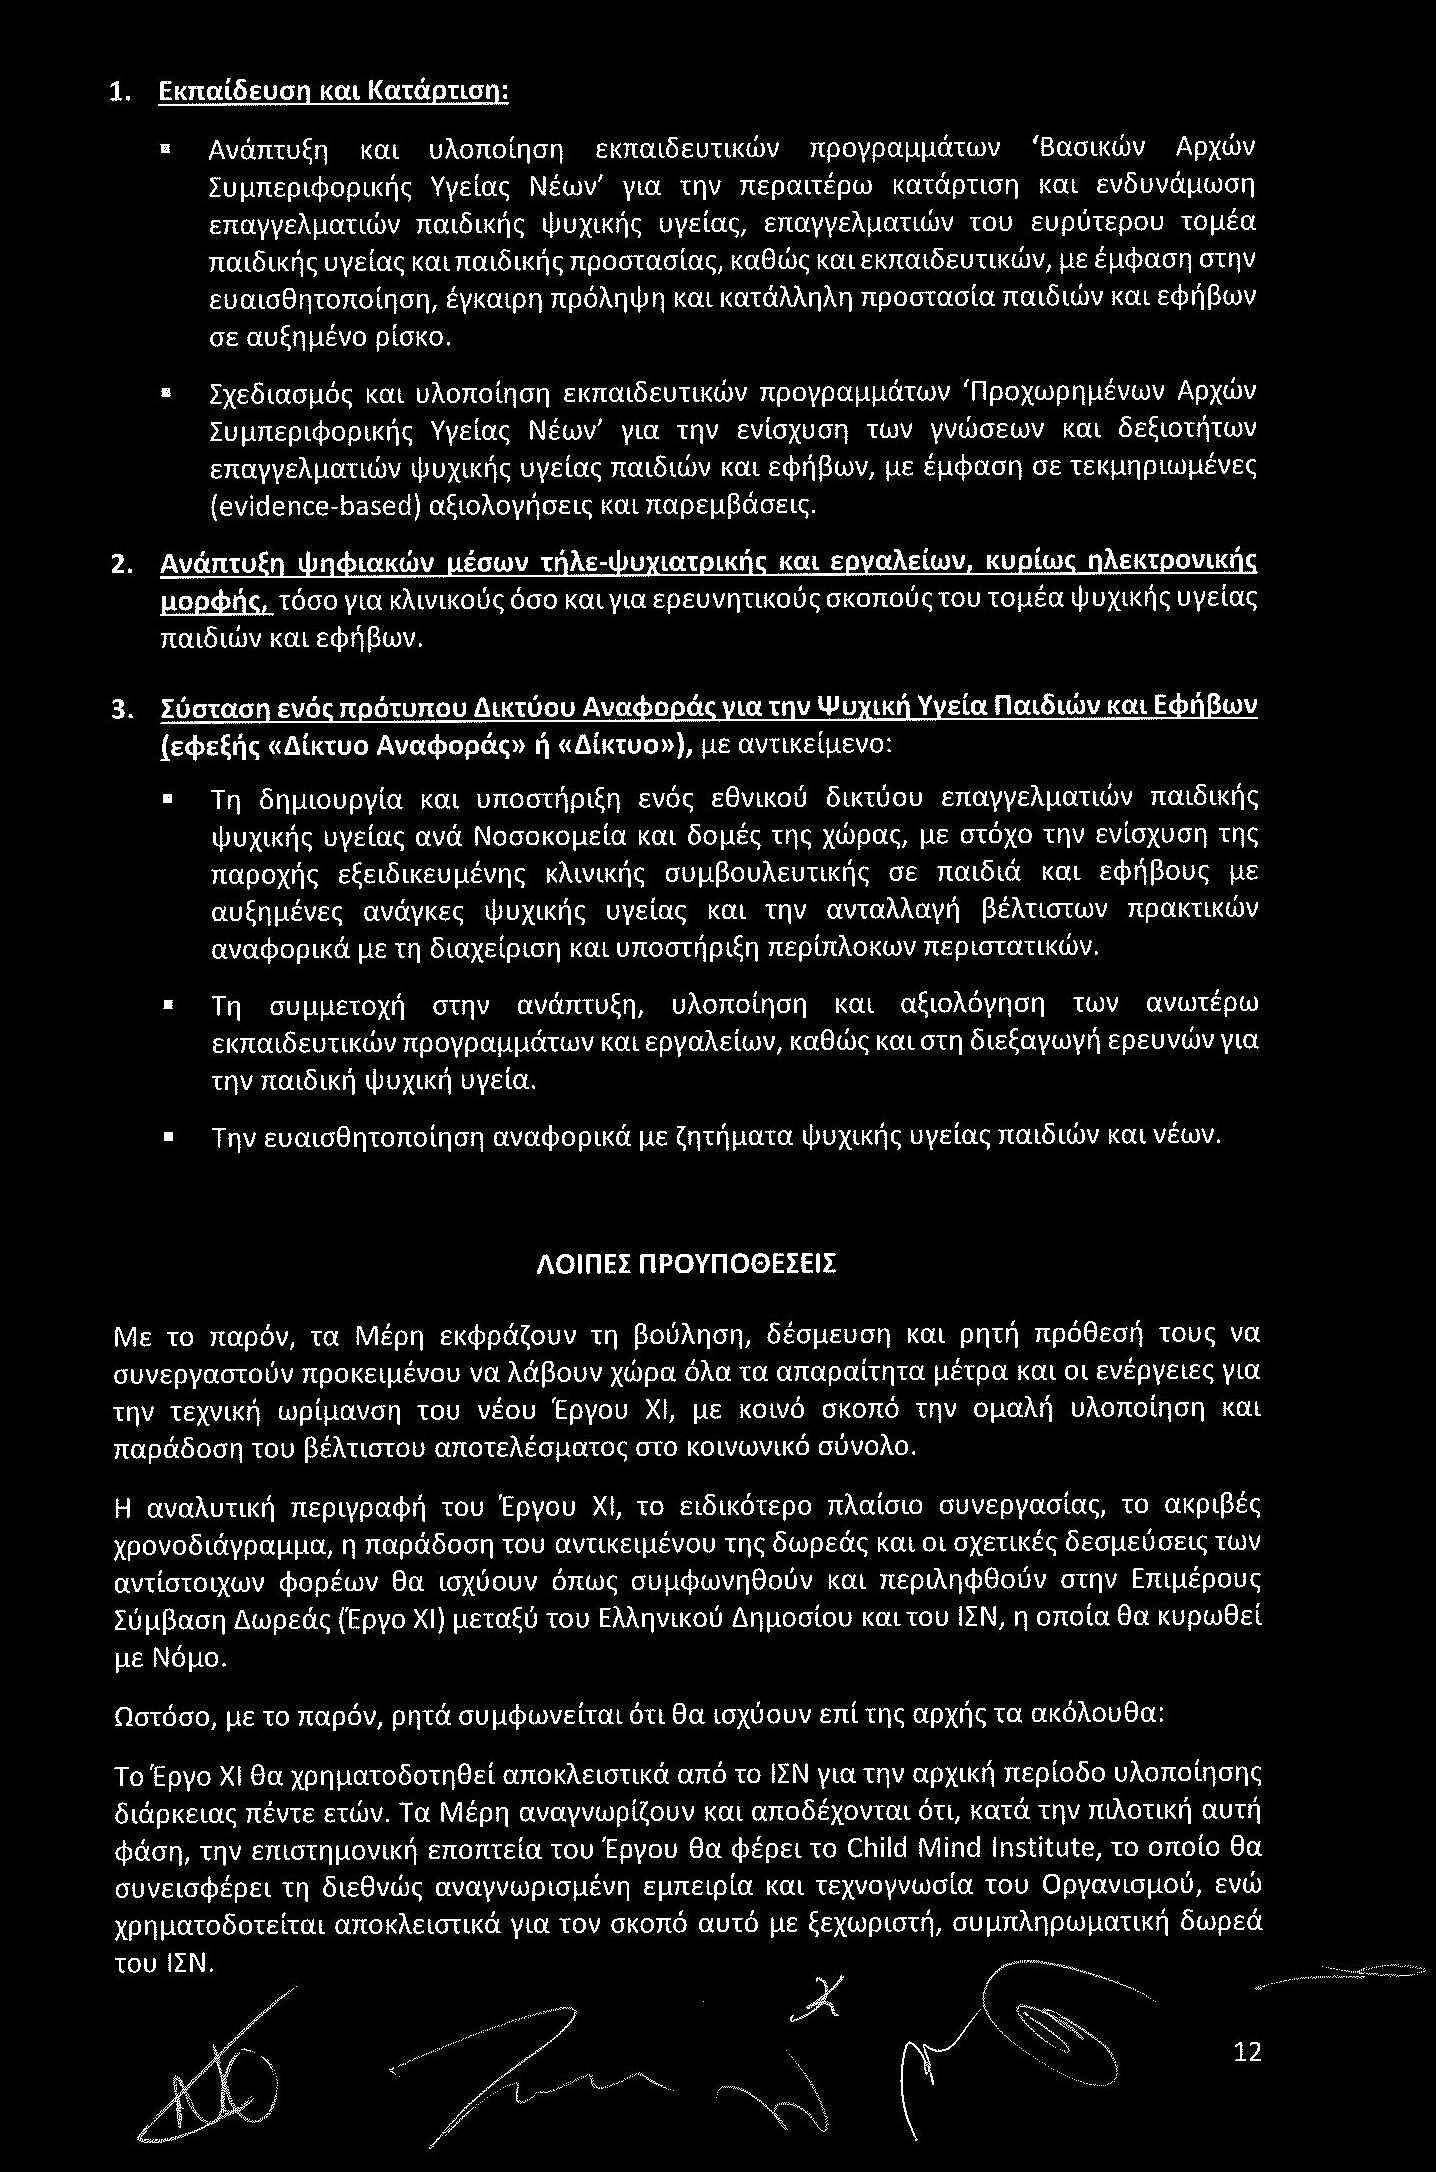 1. Εκπαίδευση και Κατάρτιση:
▪ Ανάπτυξη και υλοποίηση εκπαιδευτικών προγραμμάτων 'Βασικών Αρχών
Συμπεριφορικής Υγείας Νέων' για την περαιτέρω κατάρτιση και ενδυνάμωση
επαγγελματιών παιδικής ψυχικής υγείας, επαγγελματιών του ευρύτερου τομέα
παιδικής υγείας και παιδικής προστασίας, καθώς και εκπαιδευτικών, με έμφαση στην
ευαισθητοποίηση, έγκαιρη πρόληψη και κατάλληλη προστασία παιδιών και εφήβων
σε αυξημένο ρίσκο.
▪ Σχεδιασμός και υλοποίηση εκπαιδευτικών προγραμμάτων 'Προχωρημένων Αρχών
Συμπεριφορικής Υγείας Νέων' για την ενίσχυση των γνώσεων και δεξιοτήτων
επαγγελματιών ψυχικής υγείας παιδιών και εφήβων, με έμφαση σε τεκμηριωμένες
(evidence-based) αξιολογήσεις και παρεμβάσεις.
2. Ανάπτυξη ψηφιακών μέσων τήλε-ψυχιατρικής και εργαλείων, κυρίως ηλεκτρονικής
μορφής, τόσο για κλινικούς όσο και για ερευνητικούς σκοπούς του τομέα ψυχικής υγείας
παιδιών και εφήβων.
3. Σύσταση ενός πρότυπου Δικτύου Αναφοράς για την Ψυχική Υγεία Παιδιών και Εφήβων
(εφεξής «Δίκτυο Αναφοράς» ή «Δίκτυο»), με αντικείμενο:
▪ Τη δημιουργία και υποστήριξη ενός εθνικού δικτύου επαγγελματιών παιδικής
ψυχικής υγείας ανά Νοσοκομεία και δομές της χώρας, με στόχο την ενίσχυση της
παροχής εξειδικευμένης κλινικής συμβουλευτικής σε παιδιά και εφήβους με
αυξημένες ανάγκες ψυχικής υγείας και την ανταλλαγή βέλτιστων πρακτικών
αναφορικά με τη διαχείριση και υποστήριξη περίπλοκων περιστατικών.
▪ Τη συμμετοχή στην ανάπτυξη, υλοποίηση και αξιολόγηση των ανωτέρω
εκπαιδευτικών προγραμμάτων και εργαλείων, καθώς και στη διεξαγωγή ερευνών για
την παιδική ψυχική υγεία.
▪ Την ευαισθητοποίηση αναφορικά με ζητήματα ψυχικής υγείας παιδιών και νέων.
ΛΟΙΠΕΣ ΠΡΟΥΠΟΘΕΣΕΙΣ
Με το παρόν, τα Μέρη εκφράζουν τη βούληση, δέσμευση και ρητή πρόθεσή τους να
συνεργαστούν προκειμένου να λάβουν χώρα όλα τα απαραίτητα μέτρα και οι ενέργειες για
την τεχνική ωρίμανση του νέου Έργου XI, με κοινό σκοπό την ομαλή υλοποίηση και
παράδοση του βέλτιστου αποτελέσματος στο κοινωνικό σύνολο.
Η αναλυτική περιγραφή του Έργου XI, το ειδικότερο πλαίσιο συνεργασίας, το ακριβές
χρονοδιάγραμμα, η παράδοση του αντικειμένου της δωρεάς και οι σχετικές δεσμεύσεις των
αντίστοιχων φορέων θα ισχύουν όπως συμφωνηθούν και περιληφθούν στην Επιμέρους
Σύμβαση Δωρεάς (Έργο XI) μεταξύ του Ελληνικού Δημοσίου και του ΙΣΝ, η οποία θα κυρωθεί
με Νόμο.
Ωστόσο, με το παρόν, ρητά συμφωνείται ότι θα ισχύουν επί της αρχής τα ακόλουθα:
Το Έργο XI θα χρηματοδοτηθεί αποκλειστικά από το ΙΣΝ για την αρχική περίοδο υλοποίησης
διάρκειας πέντε ετών. Τα Μέρη αναγνωρίζουν και αποδέχονται ότι, κατά την πιλοτική αυτή
φάση, την επιστημονική εποπτεία του Έργου θα φέρει το Child Mind Institute, το οποίο θα
συνεισφέρει τη διεθνώς αναγνωρισμένη εμπειρία και τεχνογνωσία του Οργανισμού, ενώ
χρηματοδοτείται αποκλειστικά για τον σκοπό αυτό με ξεχωριστή, συμπληρωματική δωρεά
του ΙΣΝ.
12